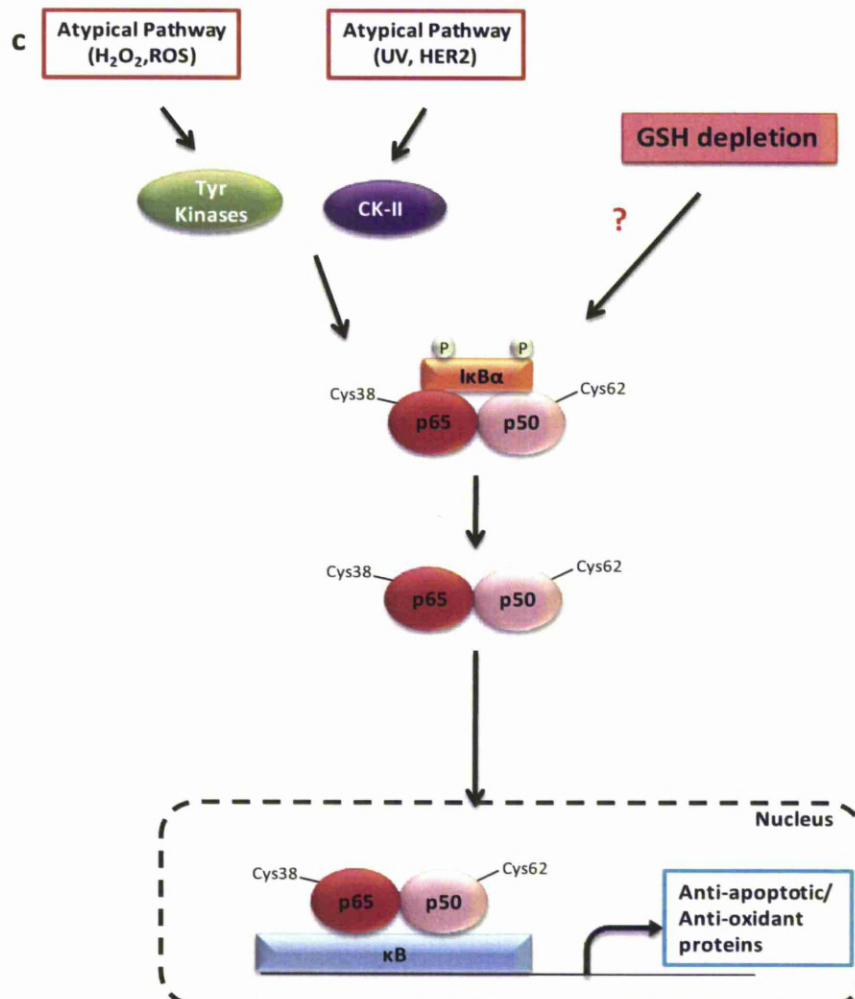 c
Atypical Pathway
(H₂O₂,ROS)
Atypical Pathway
(UV, HER2)
GSH depletion
Tyr
Kinases
CK-II
?
P
P
IκBα
Cys38
Cys62
p65
p50
Cys38
Cys62
p65
p50
Nucleus
Cys38
Cys62
p65
p50
κB
Anti-apoptotic/
Anti-oxidant
proteins